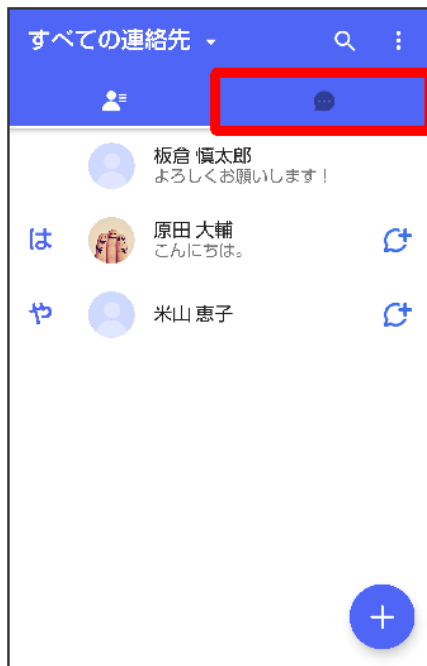 すべての連絡先
板倉 慎太郎
よろしくお願いします！
は
原田 大輔
こんにちは。
や
米山 恵子